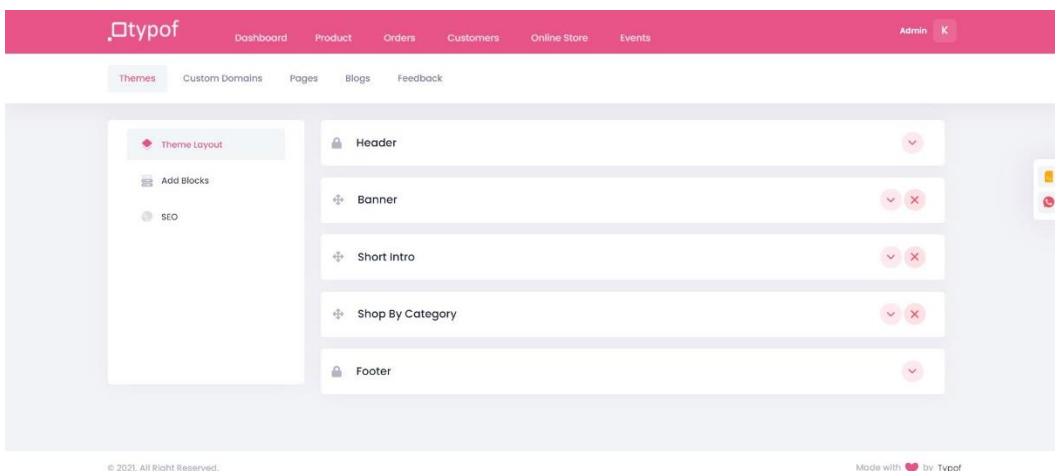 typof Dashboard Product Orders Customers Online Store Events Admin K
Themes Custom Domains Pages Blogs Feedback
Theme Layout
Add Blocks
SEO
Header
Banner
Short Intro
Shop By Category
Footer
© 2021. All Right Reserved. Made with by Typof